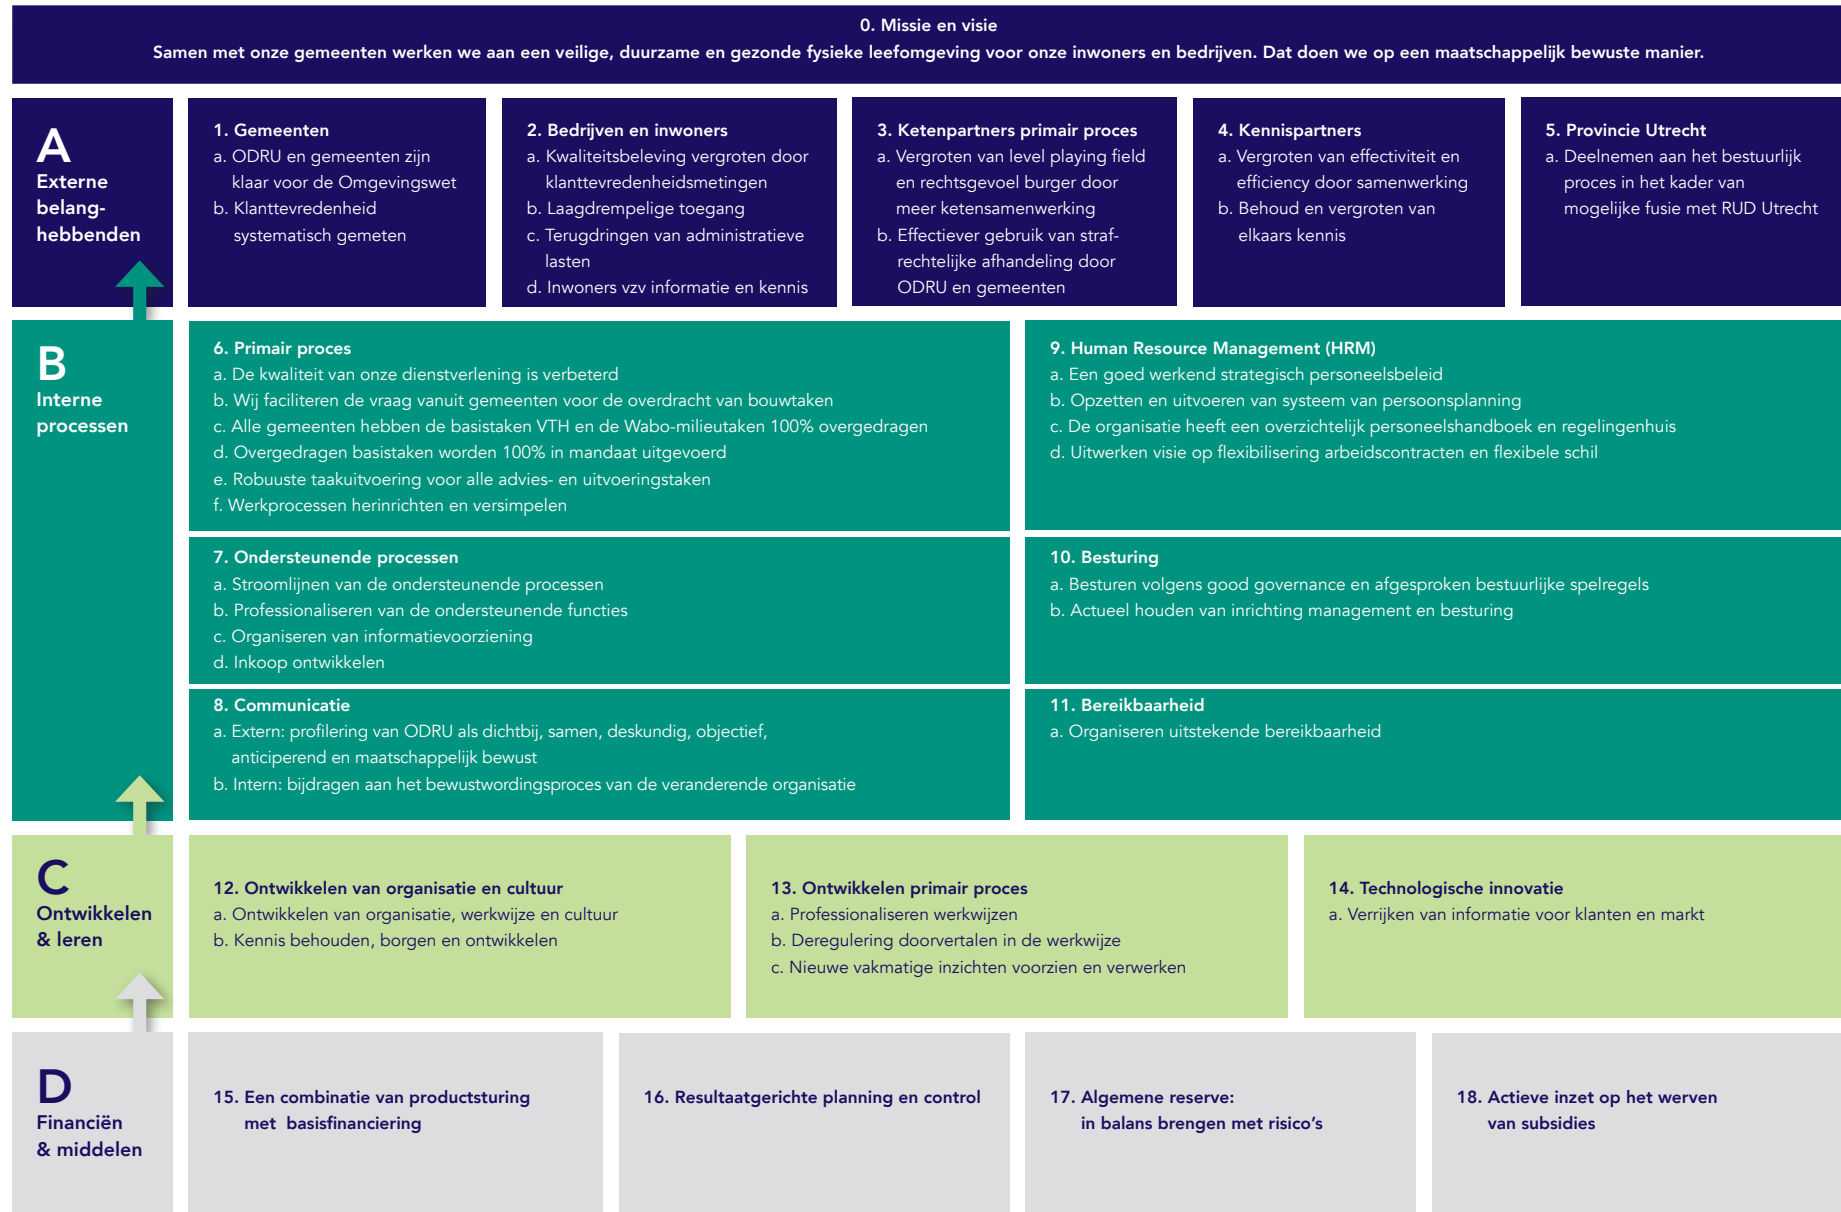 0. Missie en visie
Samen met onze gemeenten werken we aan een veilige, duurzame en gezonde fysieke leefomgeving voor onze inwoners en bedrijven. Dat doen we op een maatschappelijk bewuste manier.
A
Externe
belang-
hebbenden
1. Gemeenten
a. ODRU en gemeenten zijn
klaar voor de Omgevingswet
b. Klanttevredenheid
systematisch gemeten
2. Bedrijven en inwoners
a. Kwaliteitsbeleving vergroten door
klanttevredenheidsmetingen
b. Laagdrempelige toegang
c. Terugdringen van administratieve
lasten
d. Inwoners vzv informatie en kennis
3. Ketenpartners primair proces
a. Vergroten van level playing field
en rechtsgevoel burger door
meer ketensamenwerking
b. Effectiever gebruik van straf-
rechtelijke afhandeling door
ODRU en gemeenten
4. Kennispartners
a. Vergroten van effectiviteit en
efficiency door samenwerking
b. Behoud en vergroten van
elkaars kennis
5. Provincie Utrecht
a. Deelnemen aan het bestuurlijk
proces in het kader van
mogelijke fusie met RUD Utrecht
B
Interne
processen
6. Primair proces
a. De kwaliteit van onze dienstverlening is verbeterd
b. Wij faciliteren de vraag vanuit gemeenten voor de overdracht van bouwtaken
c. Alle gemeenten hebben de basistaken VTH en de Wabo-milieutaken 100% overgedragen
d. Overgedragen basistaken worden 100% in mandaat uitgevoerd
e. Robuuste taakuitvoering voor alle advies- en uitvoeringstaken
f. Werkprocessen herinrichten en versimpelen
9. Human Resource Management (HRM)
a. Een goed werkend strategisch personeelsbeleid
b. Opzetten en uitvoeren van systeem van persoonsplanning
c. De organisatie heeft een overzichtelijk personeelshandboek en regelingenhuis
d. Uitwerken visie op flexibilisering arbeidscontracten en flexibele schil
7. Ondersteunende processen
a. Stroomlijnen van de ondersteunende processen
b. Professionaliseren van de ondersteunende functies
c. Organiseren van informatievoorziening
d. Inkoop ontwikkelen
10. Besturing
a. Besturen volgens good governance en afgesproken bestuurlijke spelregels
b. Actueel houden van inrichting management en besturing
8. Communicatie
a. Extern: profilering van ODRU als dichtbij, samen, deskundig, objectief,
anticiperend en maatschappelijk bewust
b. Intern: bijdragen aan het bewustwordingsproces van de veranderende organisatie
11. Bereikbaarheid
a. Organiseren uitstekende bereikbaarheid
C
Ontwikkelen
& leren
12. Ontwikkelen van organisatie en cultuur
a. Ontwikkelen van organisatie, werkwijze en cultuur
b. Kennis behouden, borgen en ontwikkelen
13. Ontwikkelen primair proces
a. Professionaliseren werkwijzen
b. Deregulering doorvertalen in de werkwijze
c. Nieuwe vakmatige inzichten voorzien en verwerken
14. Technologische innovatie
a. Verrijken van informatie voor klanten en markt
D
Financiën
& middelen
15. Een combinatie van productsturing
met basisfinanciering
16. Resultaatgerichte planning en control
17. Algemene reserve:
in balans brengen met risico's
18. Actieve inzet op het werven
van subsidies